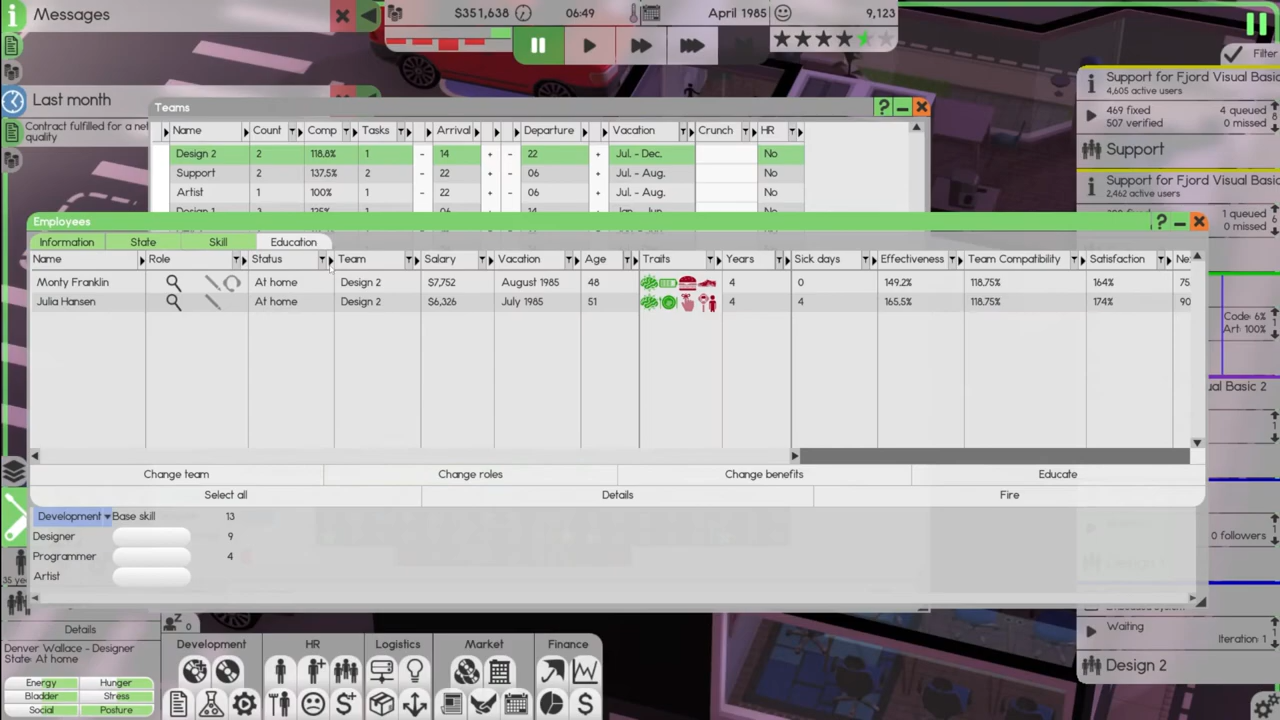 Messages
$351,638
06:49
April 1985
9,123
Filter
Last month
Contract fulfilled for a net
quality
Support for Fjord Visual Basic
4,605 active users
469 fixed 4 queued
507 verified 0 missed
Support
Support for Fjord Visual Basic
2,462 active users
1 queued
0 missed
Teams
Name Count Comp Tasks Arrival Departure Vacation Crunch HR
Design 2 2 118.8% 1 - 14 + - 22 + Jul. - Dec. No
Support 2 137.5% 2 - 22 + - 06 + Jul. - Aug. No
Artist 1 100% 1 - 22 + - 06 + Jul. - Aug. No
Employees
Information State Skill Education
Name Role Status Team Salary Vacation Age Traits Years Sick days Effectiveness Team Compatibility Satisfaction
Monty Franklin At home Design 2 $7,752 August 1985 48 4 0 149.2% 118.75% 164% 75
Julia Hansen At home Design 2 $6,326 July 1985 51 4 4 165.5% 118.75% 174% 90
Change team Change roles Change benefits Educate
Select all Details Fire
Development Base skill 13
Designer 9
Programmer 4
Artist
Code: 6%
Art: 100%
ual Basic 2
0 followers
Waiting
Iteration 1
Design 2
Details
Denver Wallace - Designer
State: At home
Energy Hunger
Bladder Stress
Social Posture
z 0
Development HR Logistics Market Finance